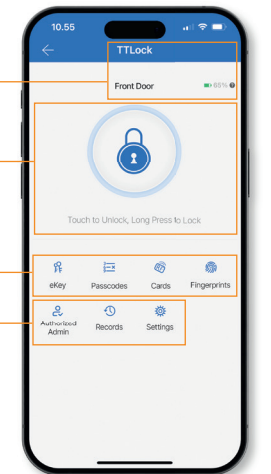 10.55
TTLock
Front Door 65%
Touch to Unlock, Long Press to Lock
eKey Passcodes Cards Fingerprints
Authorized Admin Records Settings